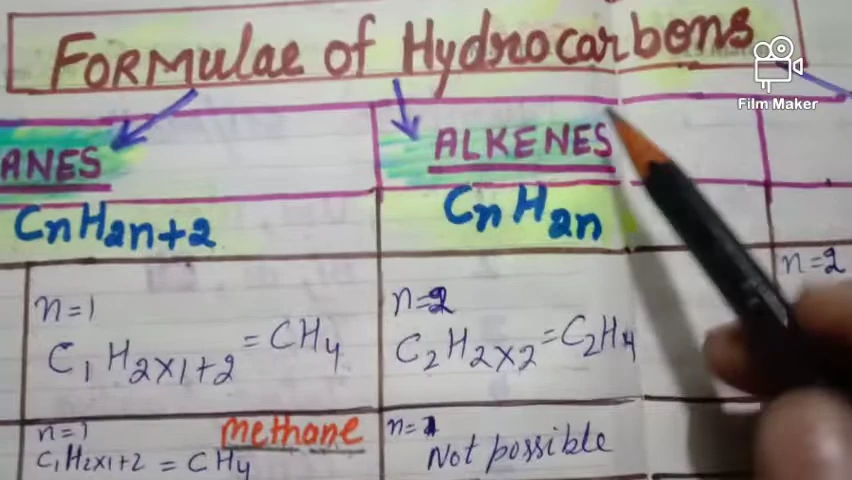 FORMulae of Hydrocarbons
Film Maker
ANES
ALKENES
CnH2n+2
CnH2n
n=2
n=1
n=2
C1H2x1+2 = CH4
C2H2x2=C2H4
n=1
methane
n=1
C1H2x1+2 = CH4
Not possible